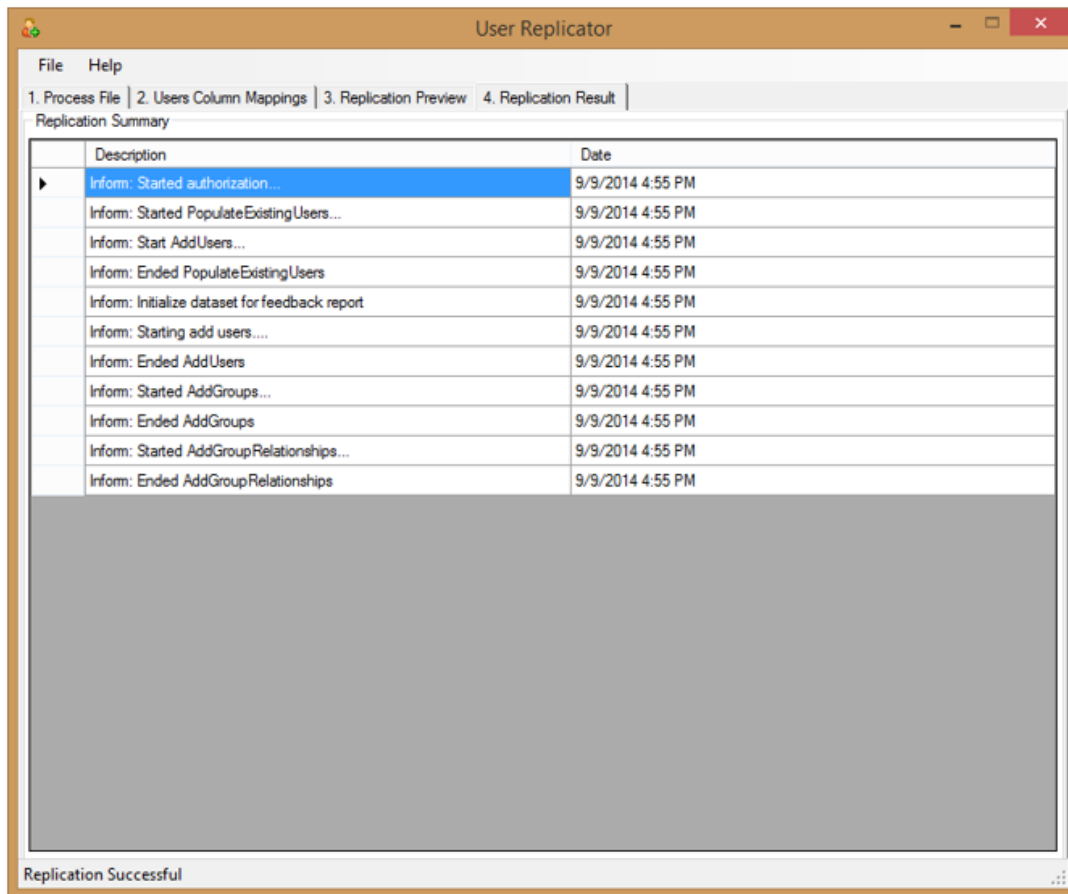 User Replicator
File Help
1. Process File 2. Users Column Mappings 3. Replication Preview 4. Replication Result
Replication Summary
Description Date
Inform: Started authorization... 9/9/2014 4:55 PM
Inform: Started PopulateExistingUsers... 9/9/2014 4:55 PM
Inform: Start AddUsers... 9/9/2014 4:55 PM
Inform: Ended PopulateExistingUsers 9/9/2014 4:55 PM
Inform: Initialize dataset for feedback report 9/9/2014 4:55 PM
Inform: Starting add users.... 9/9/2014 4:55 PM
Inform: Ended AddUsers 9/9/2014 4:55 PM
Inform: Started AddGroups... 9/9/2014 4:55 PM
Inform: Ended AddGroups 9/9/2014 4:55 PM
Inform: Started AddGroupRelationships... 9/9/2014 4:55 PM
Inform: Ended AddGroupRelationships 9/9/2014 4:55 PM
Replication Successful